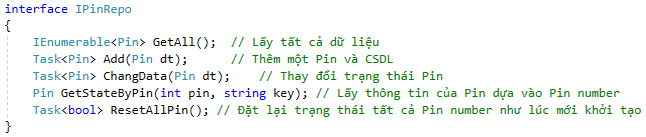 interface IPinRepo
{
IEnumerable<Pin> GetAll();  // Lấy tất cả dữ liệu
Task<Pin> Add(Pin dt);      // Thêm một Pin và CSDL
Task<Pin> ChangData(Pin dt);    // Thay đổi trạng thái Pin
Pin GetStateByPin(int pin, string key); // Lấy thông tin của Pin dựa vào Pin number
Task<bool> ResetAllPin(); // Đặt lại trạng thái tất cả Pin number như lúc mới khởi tạo
}